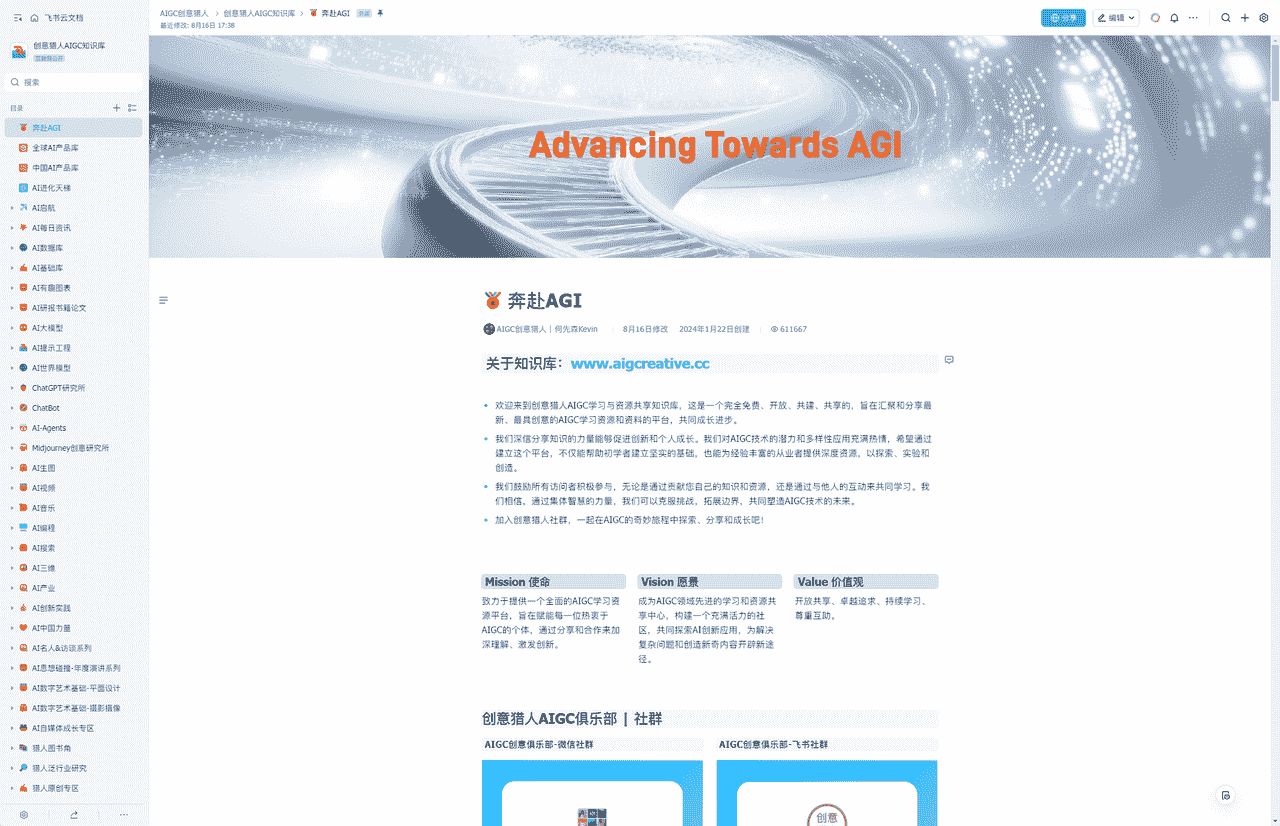 飞书云文档
创意猎人AIGC知识库
互联网公开
搜索
目录
奔赴AGI
全球AI产品库
中国AI产品库
AI进化天梯
AI启航
AI每日资讯
AI数据库
AI基础库
AI有趣图表
AI研报书籍论文
AI大模型
AI提示工程
AI世界模型
ChatGPT研究所
ChatBot
AI-Agents
Midjourney创意研究所
AI生图
AI视频
AI音乐
AI编程
AI搜索
AI三维
AI产业
AI创新实践
AI中国力量
AI名人&访谈系列
AI思想碰撞-年度演讲系列
AI数字艺术基础-平面设计
AI数字艺术基础-摄影摄像
AI自媒体成长专区
猎人图书角
猎人泛行业研究
猎人原创专区
AIGC创意猎人 > 创意猎人AIGC知识库 > 奔赴AGI 外部
最近修改: 8月16日 17:38
分享
编辑
Advancing Towards AGI
奔赴AGI
AIGC创意猎人丨何先森Kevin 8月16日修改 2024年1月22日创建 611667
关于知识库：www.aigcreative.cc
欢迎来到创意猎人AIGC学习与资源共享知识库，这是一个完全免费、开放、共建、共享的，旨在汇聚和分享最
新、最具创意的AIGC学习资源和资料的平台，共同成长进步。
我们深信分享知识的力量能够促进创新和个人成长。我们对AIGC技术的潜力和多样性应用充满热情，希望通过
建立这个平台，不仅能帮助初学者建立坚实的基础，也能为经验丰富的从业者提供深度资源，以探索、实验和
创造。
我们鼓励所有访问者积极参与，无论是通过贡献您自己的知识和资源，还是通过与他人的互动来共同学习。我
们相信，通过集体智慧的力量，我们可以克服挑战，拓展边界，共同塑造AIGC技术的未来。
加入创意猎人社群，一起在AIGC的奇妙旅程中探索、分享和成长吧！
Mission 使命
致力于提供一个全面的AIGC学习资
源平台，旨在赋能每一位热衷于
AIGC的个体，通过分享和合作来加
深理解、激发创新。
Vision 愿景
成为AIGC领域先进的学习和资源共
享中心，构建一个充满活力的社
区，共同探索AI创新应用，为解决
复杂问题和创造新奇内容开辟新途
径。
Value 价值观
开放共享、卓越追求、持续学习、
尊重互助。
创意猎人AIGC俱乐部 | 社群
AIGC创意俱乐部-微信社群
AIGC创意俱乐部-飞书社群
创意